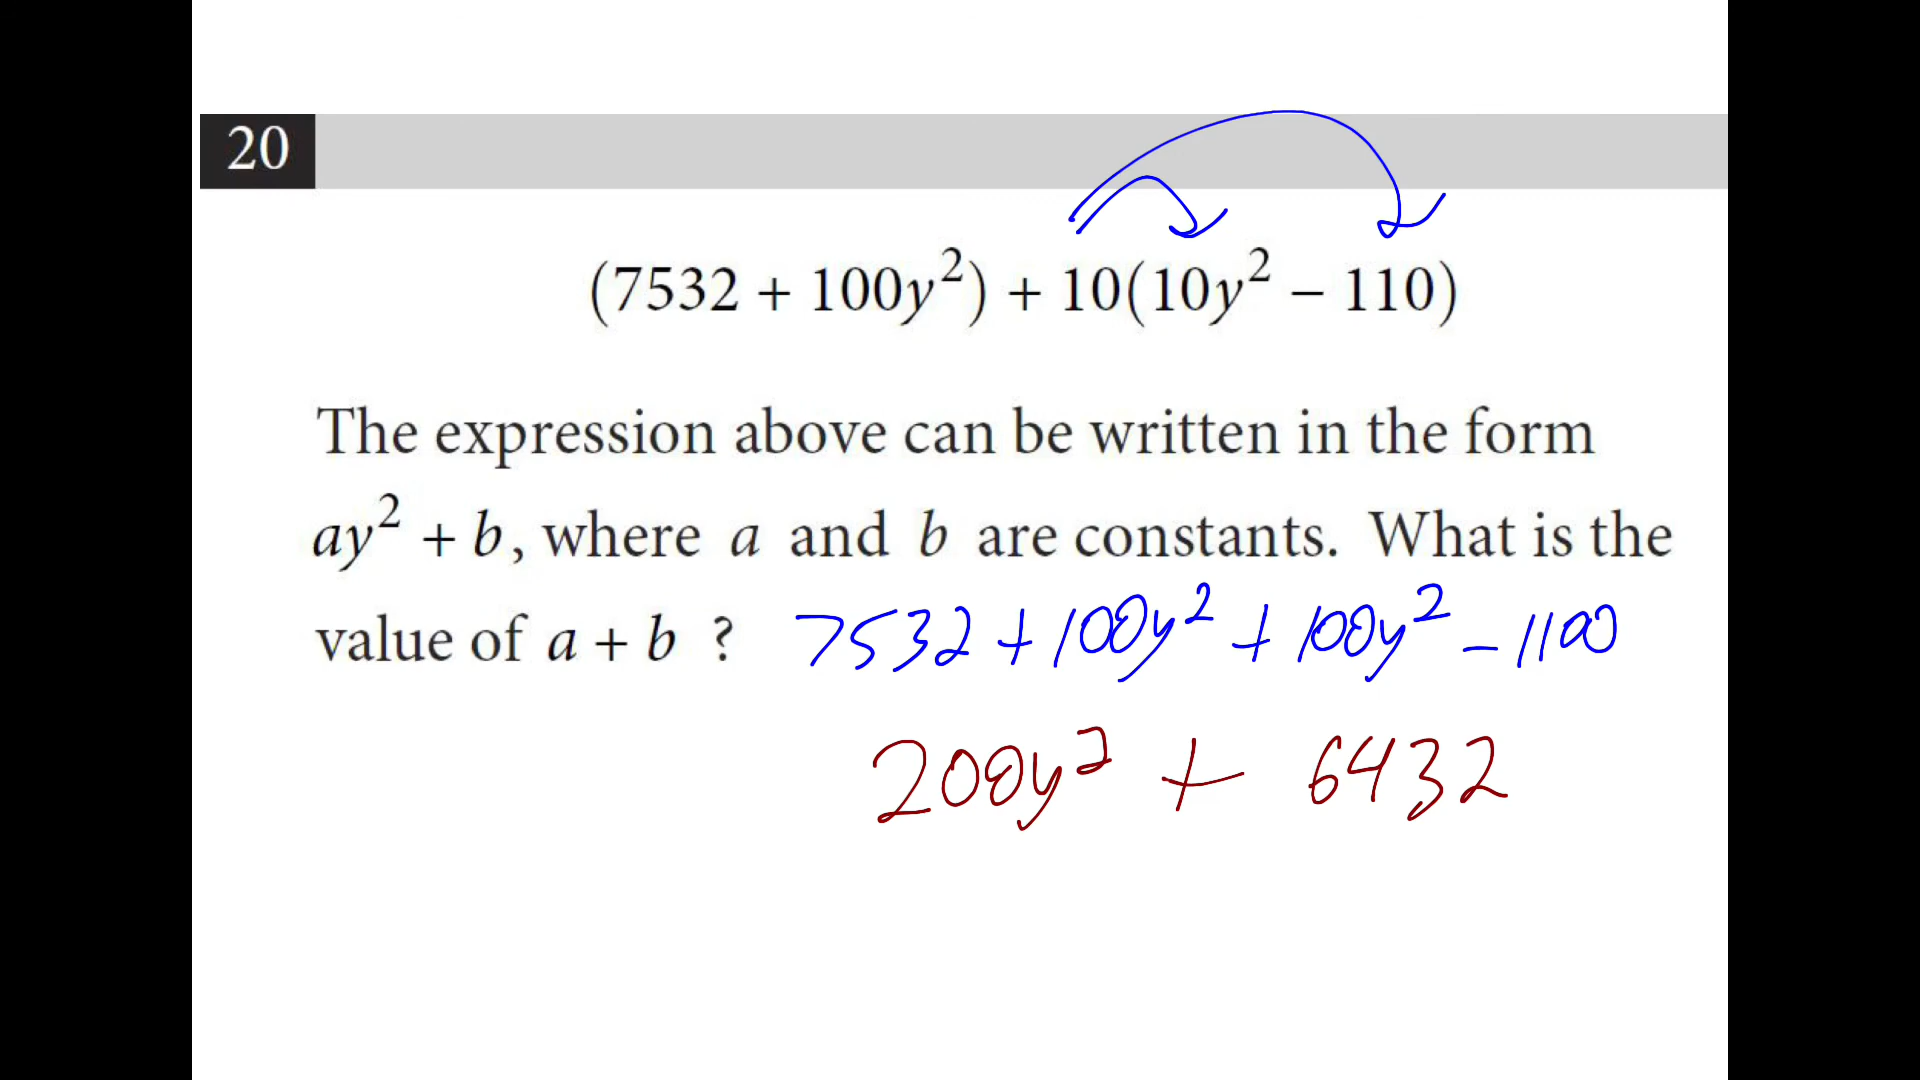 20
(7532 + 100y²) + 10(10y² − 110)
The expression above can be written in the form
ay² + b, where a and b are constants. What is the
value of a + b ? 7532 + 100y² + 100y² − 1100
200y² + 6432